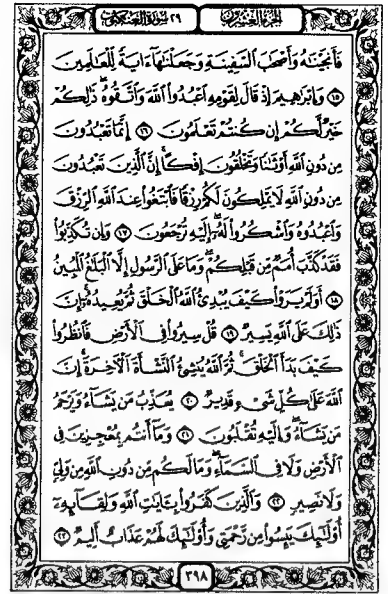 الجزء العشرون ٢٩ سورة العنكبوت
فَأَنجَيْنَٰهُ وَأَصْحَٰبَ ٱلسَّفِينَةِ وَجَعَلْنَٰهَآ ءَايَةً لِّلْعَٰلَمِينَ
١٥ وَإِبْرَٰهِيمَ إِذْ قَالَ لِقَوْمِهِ ٱعْبُدُوا۟ ٱللَّهَ وَٱتَّقُوهُ ۖ ذَٰلِكُمْ
خَيْرٌ لَّكُمْ إِن كُنتُمْ تَعْلَمُونَ ١٦ إِنَّمَا تَعْبُدُونَ
مِن دُونِ ٱللَّهِ أَوْثَٰنًا وَتَخْلُقُونَ إِفْكًا ۚ إِنَّ ٱلَّذِينَ تَعْبُدُونَ
مِن دُونِ ٱللَّهِ لَا يَمْلِكُونَ لَكُمْ رِزْقًا فَٱبْتَغُوا۟ عِندَ ٱللَّهِ ٱلرِّزْقَ
وَٱعْبُدُوهُ وَٱشْكُرُوا۟ لَهُۥٓ ۖ إِلَيْهِ تُرْجَعُونَ ١٧ وَإِن تُكَذِّبُوا۟
فَقَدْ كَذَّبَ أُمَمٌ مِّن قَبْلِكُمْ ۖ وَمَا عَلَى ٱلرَّسُولِ إِلَّا ٱلْبَلَٰغُ ٱلْمُبِينُ
١٨ أَوَلَمْ يَرَوْا۟ كَيْفَ يُبْدِئُ ٱللَّهُ ٱلْخَلْقَ ثُمَّ يُعِيدُهُۥٓ ۚ إِنَّ
ذَٰلِكَ عَلَى ٱللَّهِ يَسِيرٌ ١٩ قُلْ سِيرُوا۟ فِى ٱلْأَرْضِ فَٱنظُرُوا۟
كَيْفَ بَدَأَ ٱلْخَلْقَ ۚ ثُمَّ ٱللَّهُ يُنشِئُ ٱلنَّشْأَةَ ٱلْءَاخِرَةَ ۚ إِنَّ
ٱللَّهَ عَلَىٰ كُلِّ شَىْءٍ قَدِيرٌ ٢٠ يُعَذِّبُ مَن يَشَآءُ وَيَرْحَمُ
مَن يَشَآءُ ۖ وَإِلَيْهِ تُقْلَبُونَ ٢١ وَمَآ أَنتُم بِمُعْجِزِينَ فِى
ٱلْأَرْضِ وَلَا فِى ٱلسَّمَآءِ ۖ وَمَا لَكُم مِّن دُونِ ٱللَّهِ مِن وَلِىٍّ
وَلَا نَصِيرٍ ٢٢ وَٱلَّذِينَ كَفَرُوا۟ بِـَٔايَٰتِ ٱللَّهِ وَلِقَآئِهِۦٓ
أُو۟لَٰٓئِكَ يَئِسُوا۟ مِن رَّحْمَتِى وَأُو۟لَٰٓئِكَ لَهُمْ عَذَابٌ أَلِيمٌ ٢٣
٣٩٨